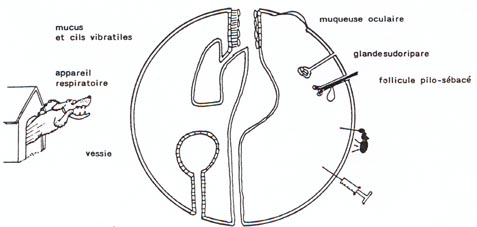 mucus
et cils vibratiles
appareil
respiratoire
vessie
muqueuse oculaire
glandesudoripare
follicule pilo-sébacé